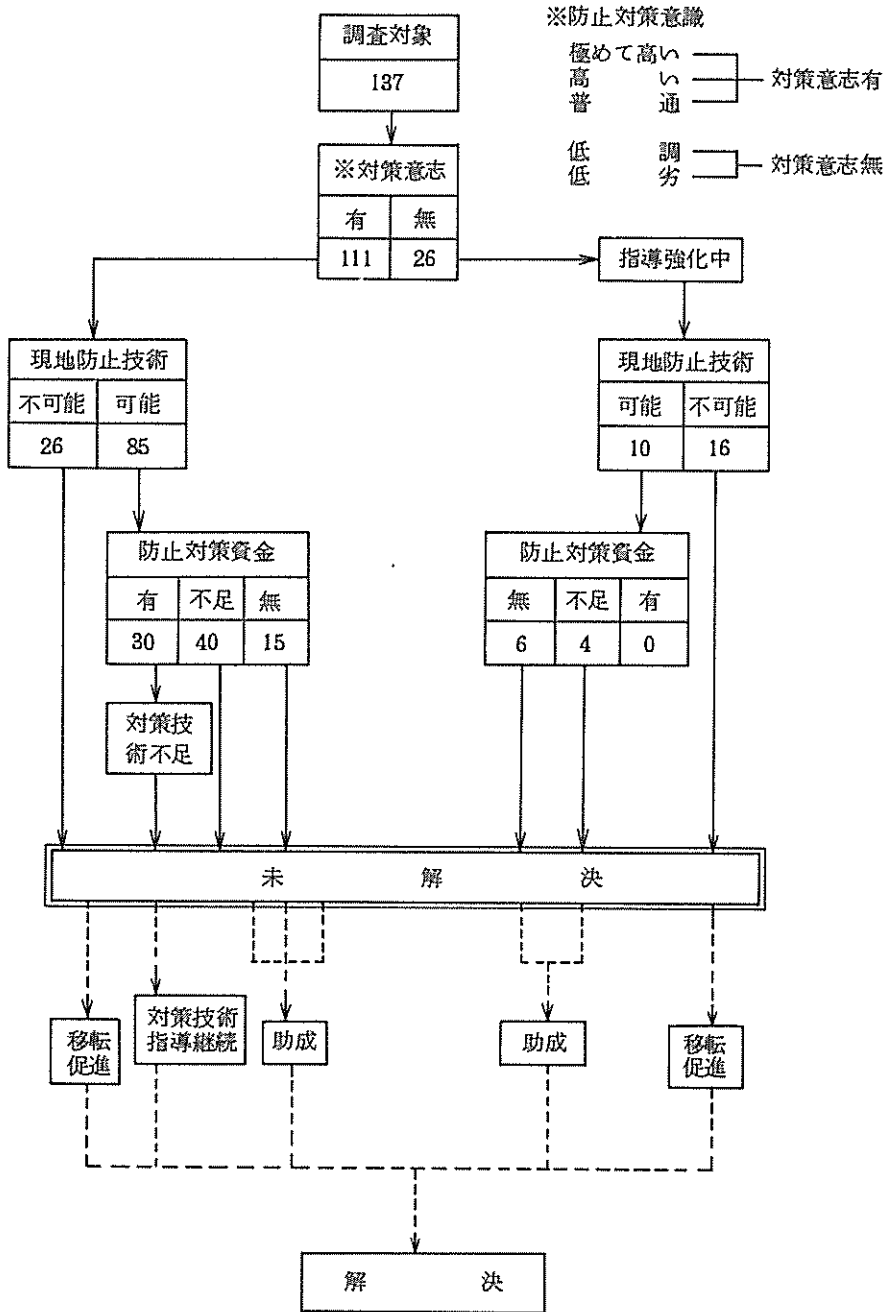 調査対象
137
※防止対策意識
極めて高い
高い
普通
対策意志有
低調
低劣
対策意志無
※対策意志
有 無
111 26
指導強化中
現地防止技術
不可能 可能
26 85
現地防止技術
可能 不可能
10 16
防止対策資金
有 不足 無
30 40 15
防止対策資金
無 不足 有
6 4 0
対策技
術不足
未解決
移転
促進
対策技術
指導継続
助成
助成
移転
促進
解決